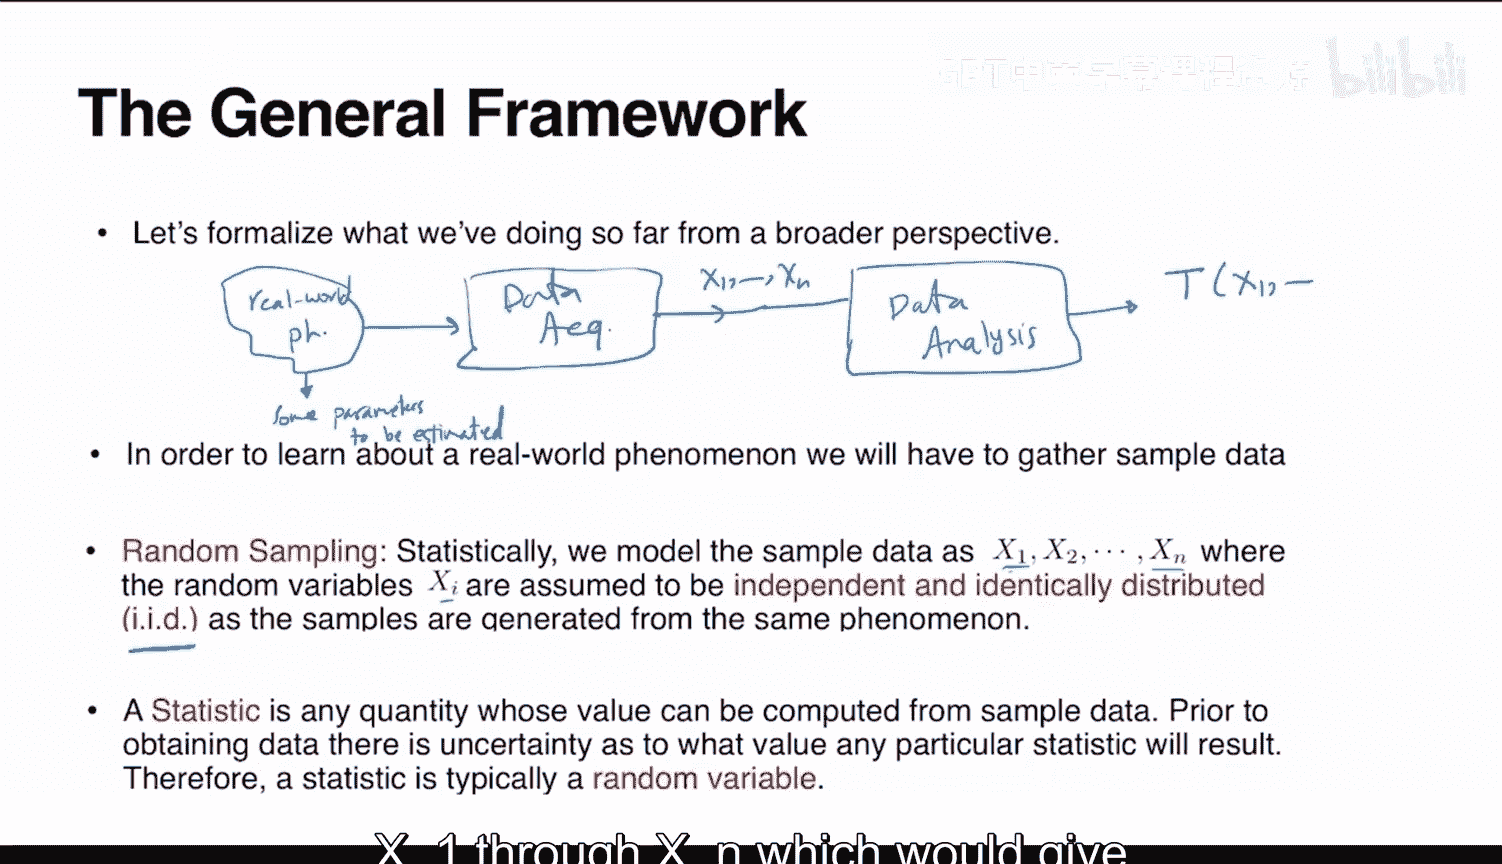 bilibili
The General Framework
• Let's formalize what we've doing so far from a broader perspective.
real-world
ph.
Data
Acq.
X1, —, Xn
Data
Analysis
T(X1, —
some parameters
to be estimated
• In order to learn about a real-world phenomenon we will have to gather sample data
• Random Sampling: Statistically, we model the sample data as X₁, X₂, ⋯ , Xₙ where
the random variables Xᵢ are assumed to be independent and identically distributed
(i.i.d.) as the samples are generated from the same phenomenon.
• A Statistic is any quantity whose value can be computed from sample data. Prior to
obtaining data there is uncertainty as to what value any particular statistic will result.
Therefore, a statistic is typically a random variable.
X_1 through X_n which would give